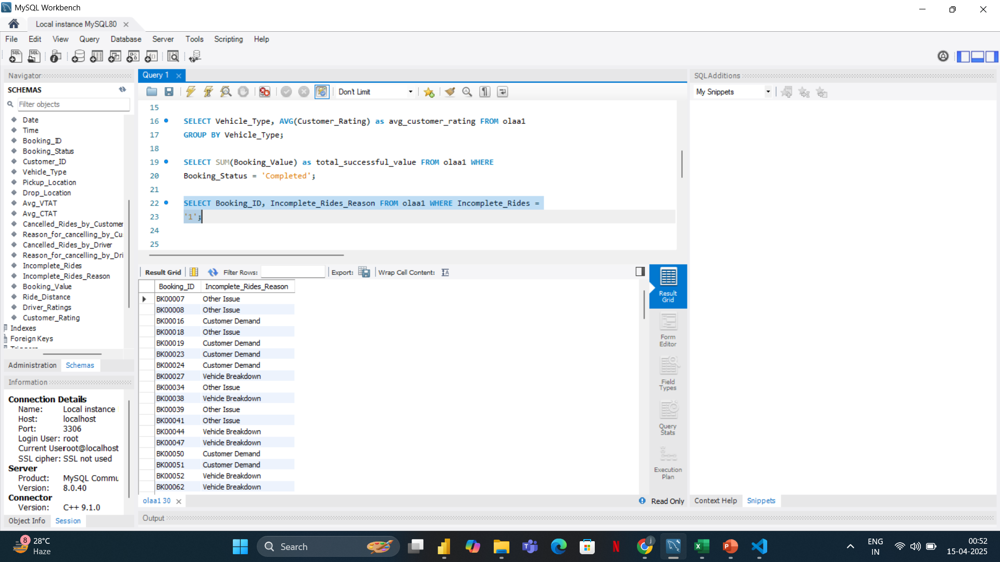 MySQL Workbench
Local instance MySQL80
File Edit View Query Database Server Tools Scripting Help
Navigator
SCHEMAS
Filter objects
Date
Time
Booking_ID
Booking_Status
Customer_ID
Vehicle_Type
Pickup_Location
Drop_Location
Avg_VTAT
Avg_CTAT
Cancelled_Rides_by_Customer
Reason_for_cancelling_by_Cu
Cancelled_Rides_by_Driver
Reason_for_cancelling_by_Dri
Incomplete_Rides
Incomplete_Rides_Reason
Booking_Value
Ride_Distance
Driver_Ratings
Customer_Rating
Indexes
Foreign Keys
Administration Schemas
Information
Connection Details
Name: Local instance
Host: localhost
Port: 3306
Login User: root
Current Useroot@localhost
SSL cipher: SSL not used
Server
Product: MySQL Commu
Version: 8.0.40
Connector
Version: C++ 9.1.0
Object Info Session
Query 1
Don't Limit
15
16 SELECT Vehicle_Type, AVG(Customer_Rating) as avg_customer_rating FROM olaa1
17 GROUP BY Vehicle_Type;
18
19 SELECT SUM(Booking_Value) as total_successful_value FROM olaa1 WHERE
20 Booking_Status = 'Completed';
21
22 SELECT Booking_ID, Incomplete_Rides_Reason FROM olaa1 WHERE Incomplete_Rides =
23 '1';
24
25
Result Grid Filter Rows: Export: Wrap Cell Content:
Booking_ID Incomplete_Rides_Reason
BK00007 Other Issue
BK00008 Other Issue
BK00016 Customer Demand
BK00018 Other Issue
BK00019 Customer Demand
BK00023 Customer Demand
BK00024 Customer Demand
BK00027 Vehicle Breakdown
BK00034 Other Issue
BK00038 Vehicle Breakdown
BK00039 Other Issue
BK00041 Other Issue
BK00044 Vehicle Breakdown
BK00047 Vehicle Breakdown
BK00050 Customer Demand
BK00051 Customer Demand
BK00052 Vehicle Breakdown
BK00062 Vehicle Breakdown
olaa1 30
Read Only
Result
Grid
Form
Editor
Field
Types
Query
Stats
Execution
Plan
Output
SQLAdditions
My Snippets
Context Help Snippets
8
28°C
Haze
Search
ENG
IN
00:52
15-04-2025